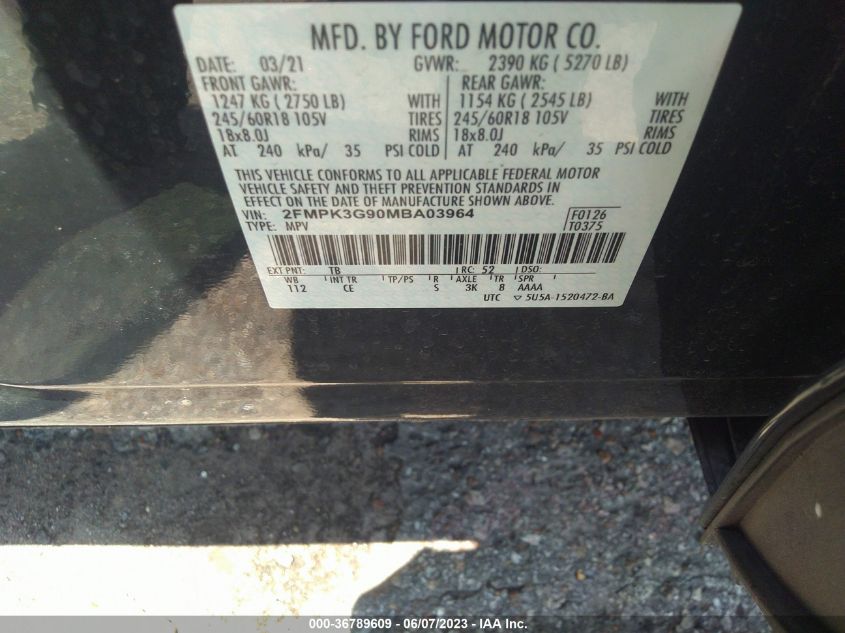 MFD. BY FORD MOTOR CO.
DATE: 03/21 GVWR: 2390 KG ( 5270 LB)
FRONT GAWR: REAR GAWR:
1247 KG ( 2750 LB) WITH 1154 KG ( 2545 LB) WITH
245/60R18 105V TIRES 245/60R18 105V TIRES
18x8.0J RIMS 18x8.0J RIMS
AT 240 kPa/ 35 PSI COLD AT 240 kPa/ 35 PSI COLD
THIS VEHICLE CONFORMS TO ALL APPLICABLE FEDERAL MOTOR
VEHICLE SAFETY AND THEFT PREVENTION STANDARDS IN
EFFECT ON THE DATE OF MANUFACTURE SHOWN ABOVE.
VIN: 2FMPK3G90MBA03964 F0126
TYPE: MPV T0375
EXT PNT: TB RC: 52 DSO:
WB INT TR TP/PS R AXLE TR SPR
112 CE S 3K 8 AAAA
UTC ▽ 5U5A-1520472-BA
000-36789609 - 06/07/2023 - IAA Inc.